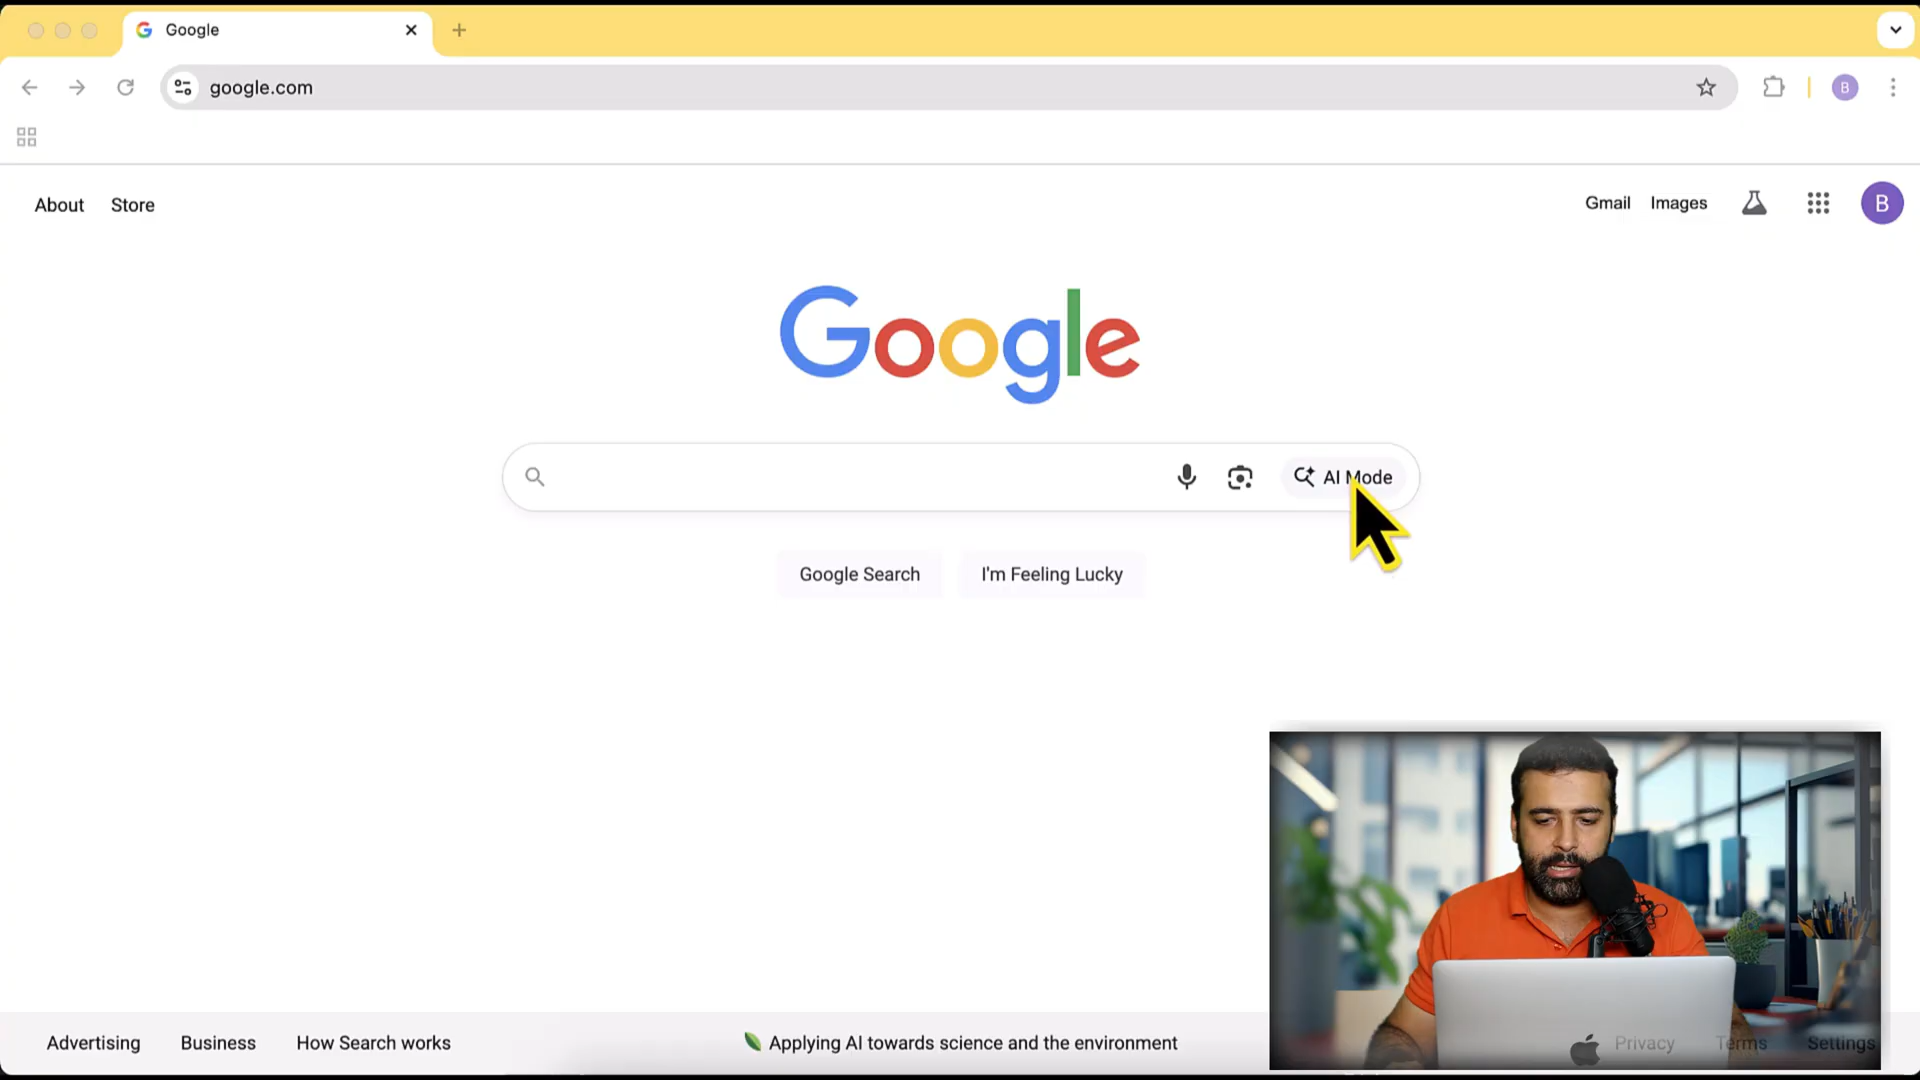 Google
google.com
B
About Store
Gmail Images
B
Google
AI Mode
Google Search I'm Feeling Lucky
Advertising Business How Search works
Applying AI towards science and the environment
Privacy Terms Settings